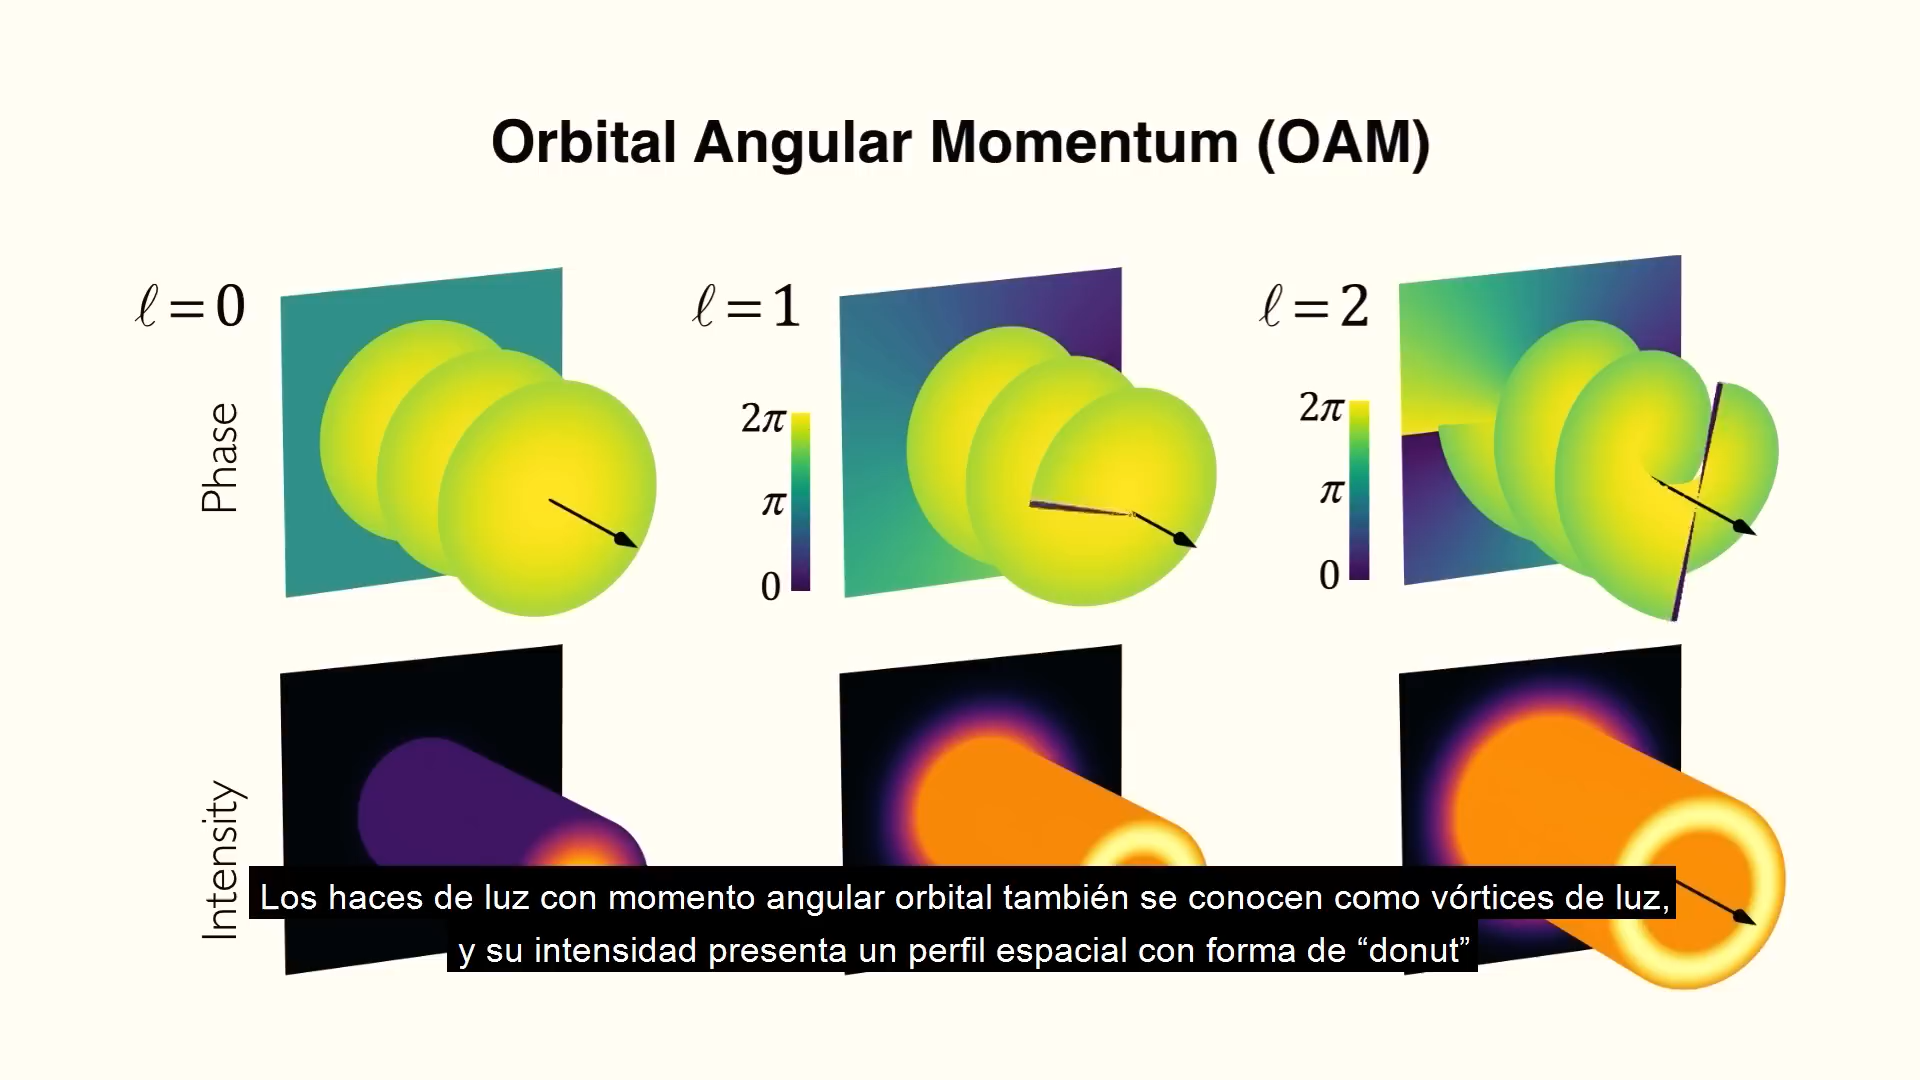 Orbital Angular Momentum (OAM)
ℓ = 0
ℓ = 1
ℓ = 2
Phase
2π
π
0
2π
π
0
Intensity
Los haces de luz con momento angular orbital también se conocen como vórtices de luz,
y su intensidad presenta un perfil espacial con forma de “donut”